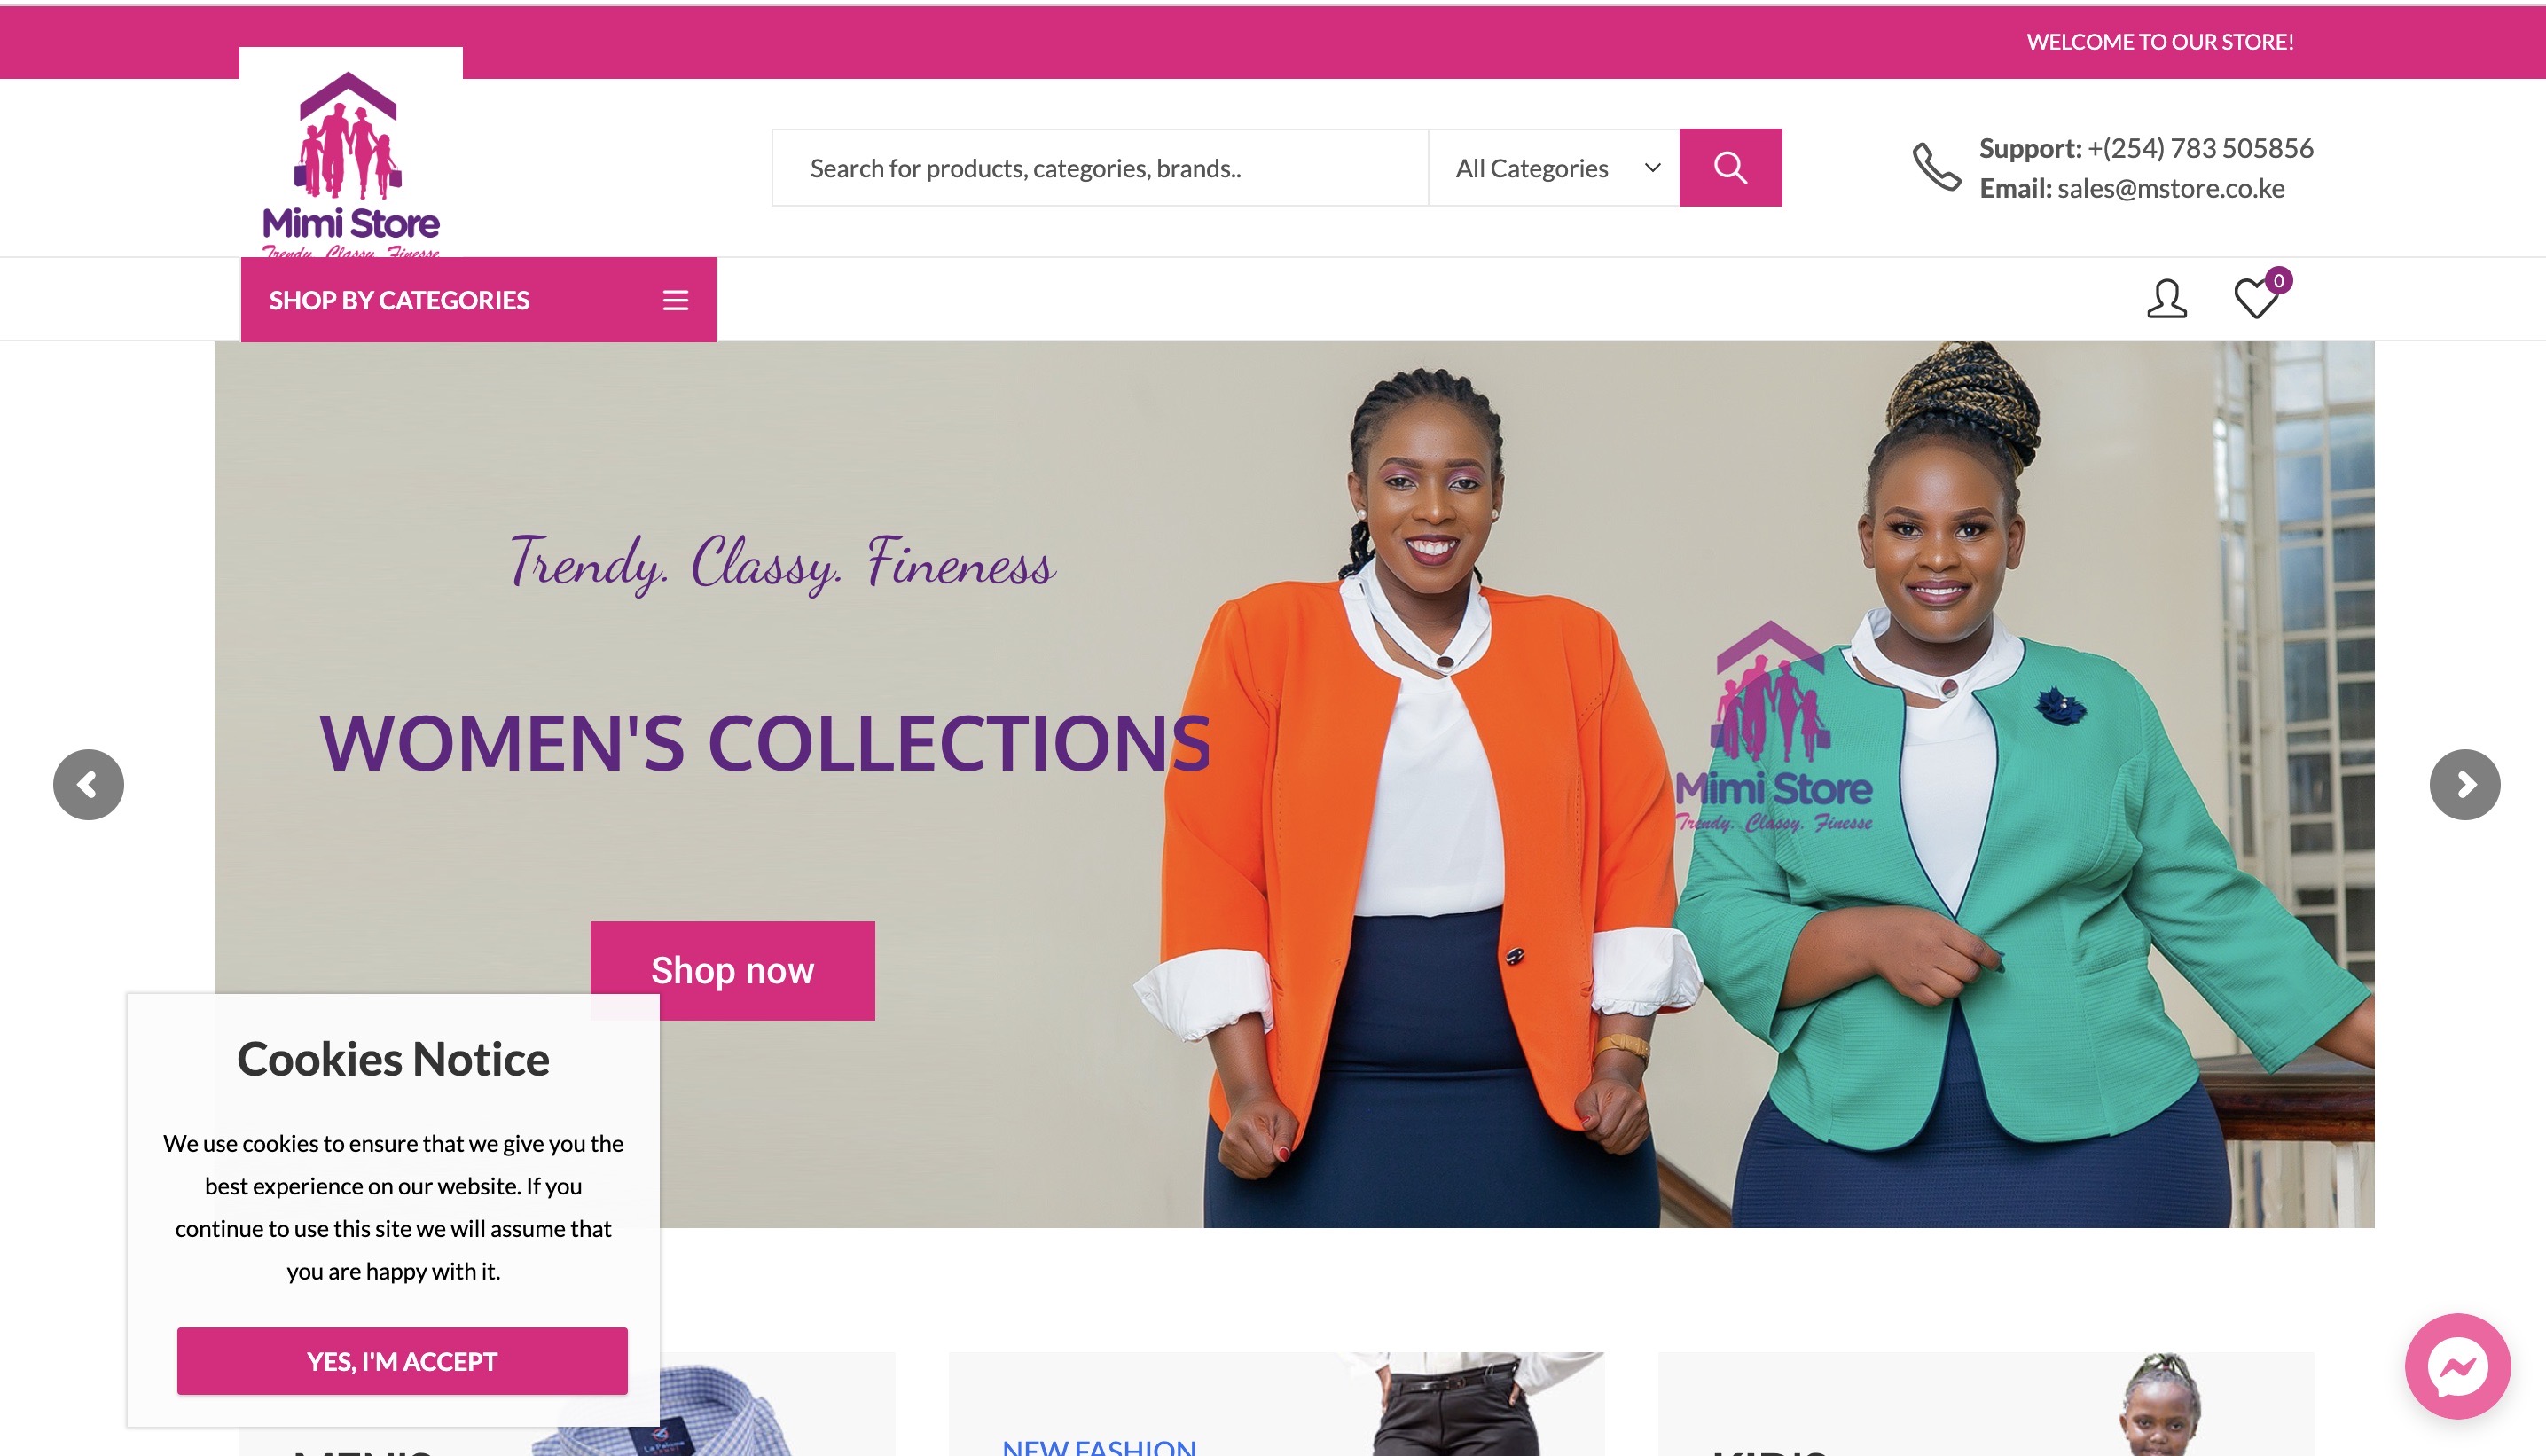 WELCOME TO OUR STORE!
Mimi Store
Trendy. Classy. Finesse
Search for products, categories, brands..
All Categories
Support: +(254) 783 505856
Email: sales@mstore.co.ke
SHOP BY CATEGORIES
0
Trendy. Classy. Fineness
WOMEN'S COLLECTIONS
Mimi Store
Trendy. Classy. Finesse
Shop now
Cookies Notice
We use cookies to ensure that we give you the
best experience on our website. If you
continue to use this site we will assume that
you are happy with it.
YES, I'M ACCEPT
MEN'S
NEW FASHION